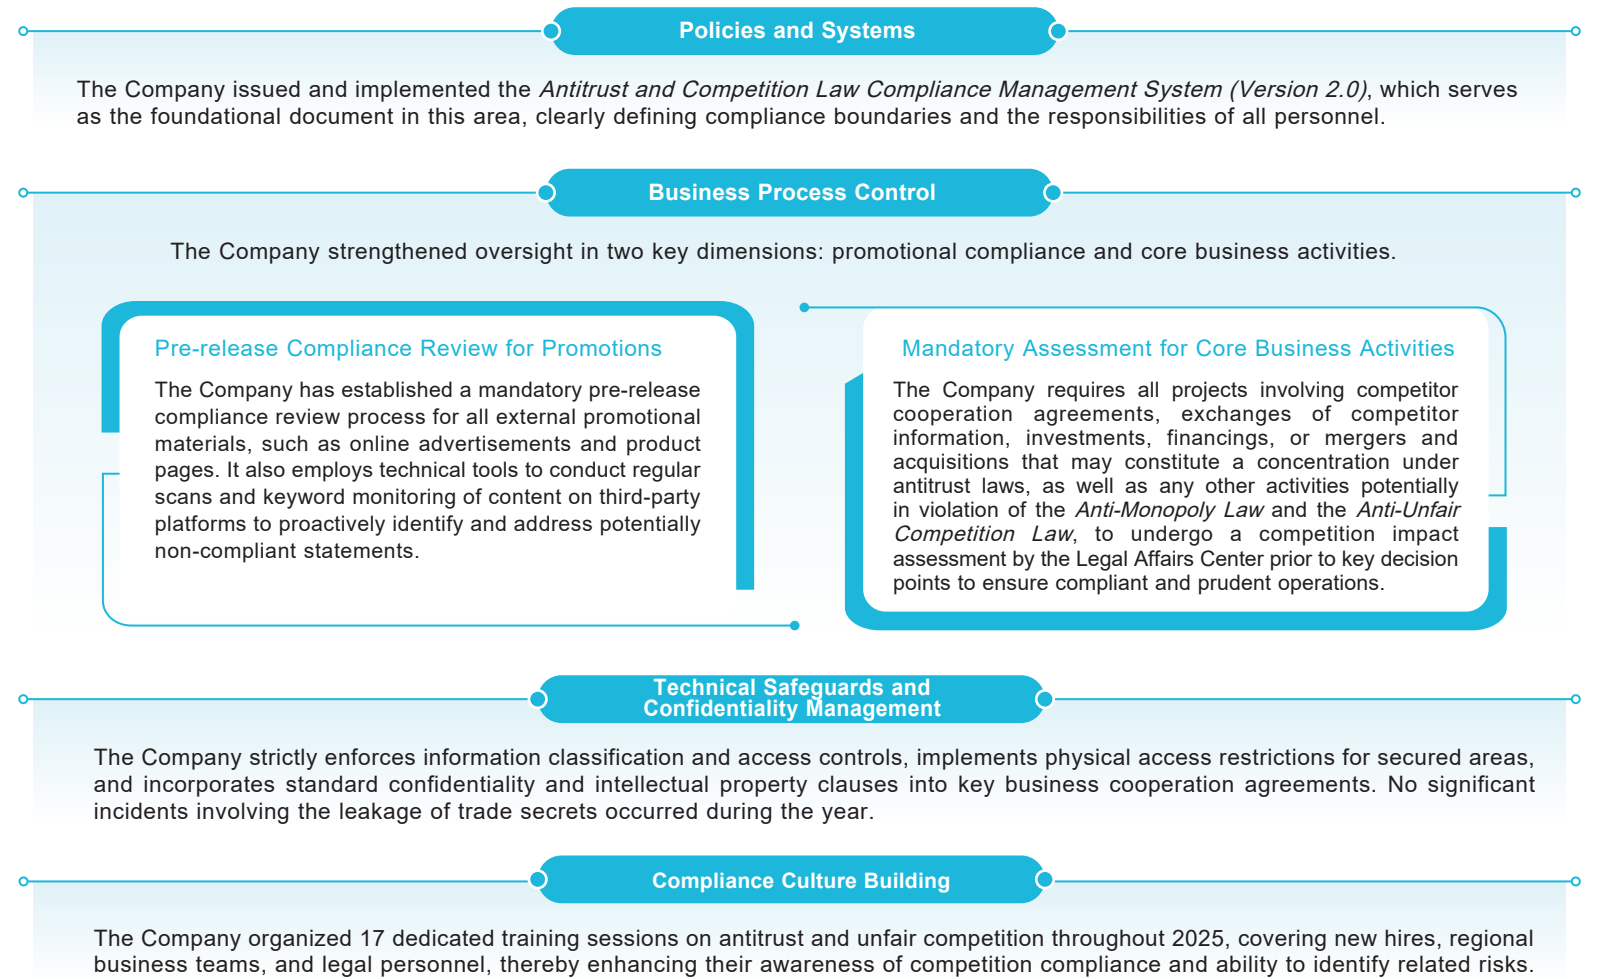 Policies and Systems
The Company issued and implemented the Antitrust and Competition Law Compliance Management System (Version 2.0), which serves
as the foundational document in this area, clearly defining compliance boundaries and the responsibilities of all personnel.
Business Process Control
The Company strengthened oversight in two key dimensions: promotional compliance and core business activities.
Pre-release Compliance Review for Promotions
The Company has established a mandatory pre-release
compliance review process for all external promotional
materials, such as online advertisements and product
pages. It also employs technical tools to conduct regular
scans and keyword monitoring of content on third-party
platforms to proactively identify and address potentially
non-compliant statements.
Mandatory Assessment for Core Business Activities
The Company requires all projects involving competitor
cooperation agreements, exchanges of competitor
information, investments, financings, or mergers and
acquisitions that may constitute a concentration under
antitrust laws, as well as any other activities potentially
in violation of the Anti-Monopoly Law and the Anti-Unfair
Competition Law, to undergo a competition impact
assessment by the Legal Affairs Center prior to key decision
points to ensure compliant and prudent operations.
Technical Safeguards and
Confidentiality Management
The Company strictly enforces information classification and access controls, implements physical access restrictions for secured areas,
and incorporates standard confidentiality and intellectual property clauses into key business cooperation agreements. No significant
incidents involving the leakage of trade secrets occurred during the year.
Compliance Culture Building
The Company organized 17 dedicated training sessions on antitrust and unfair competition throughout 2025, covering new hires, regional
business teams, and legal personnel, thereby enhancing their awareness of competition compliance and ability to identify related risks.